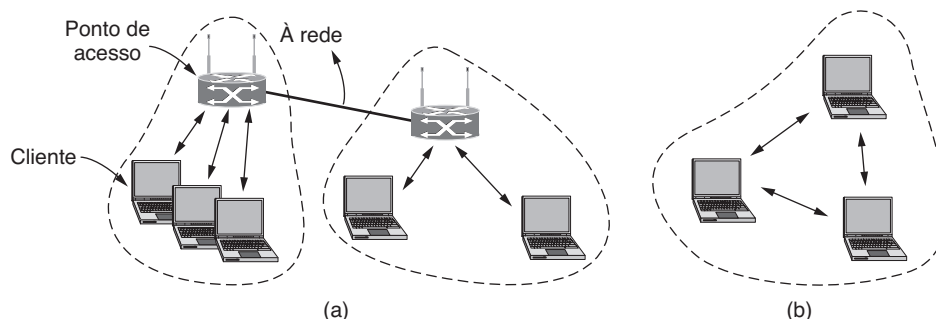 Ponto de
acesso
À rede
Cliente
(a)
(b)